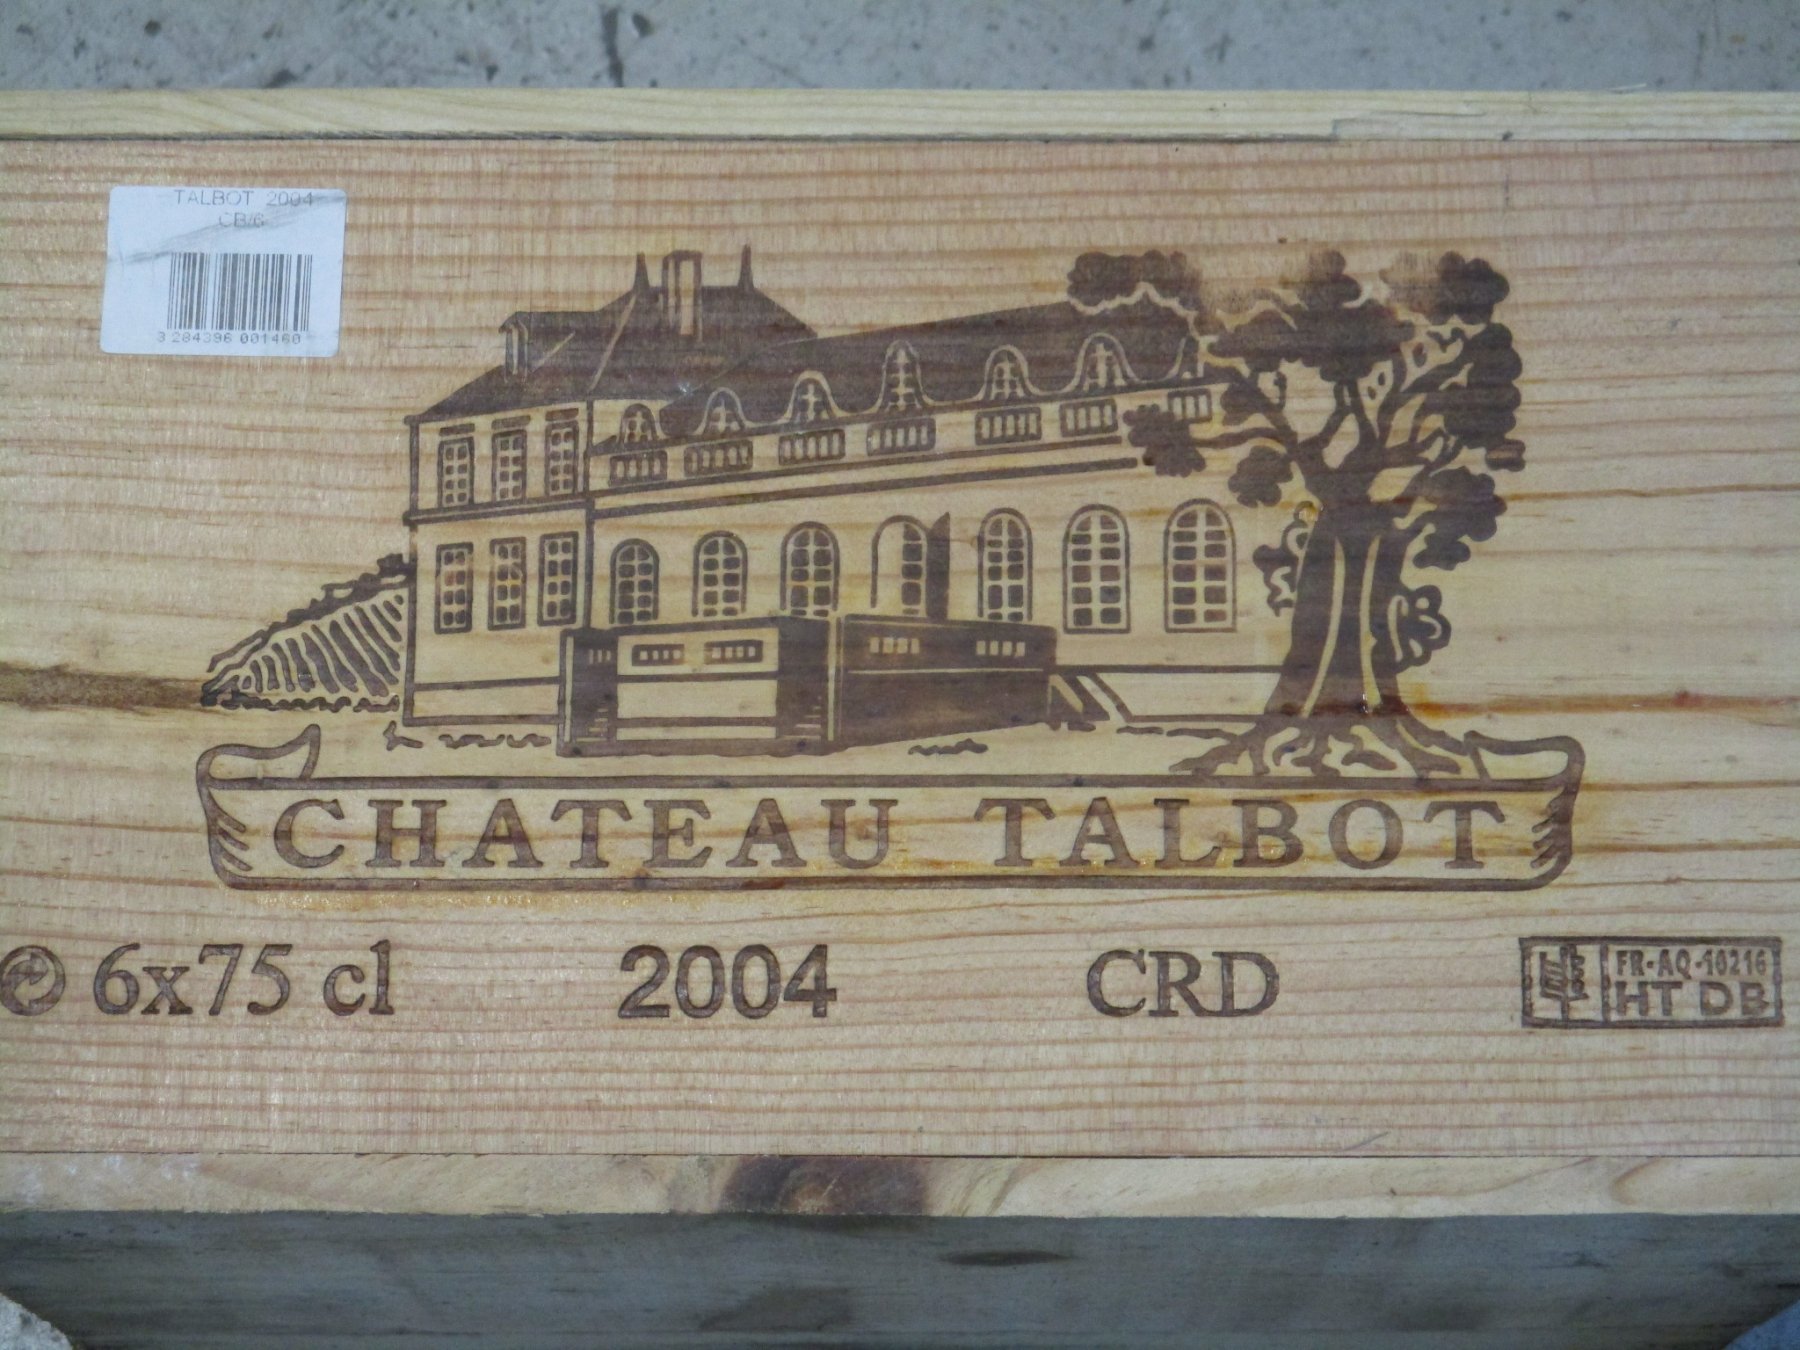 TALBOT 2004
CB/6
3 284396 001460
CHATEAU TALBOT
6x75 cl 2004 CRD
FR-AQ-10216
HT DB